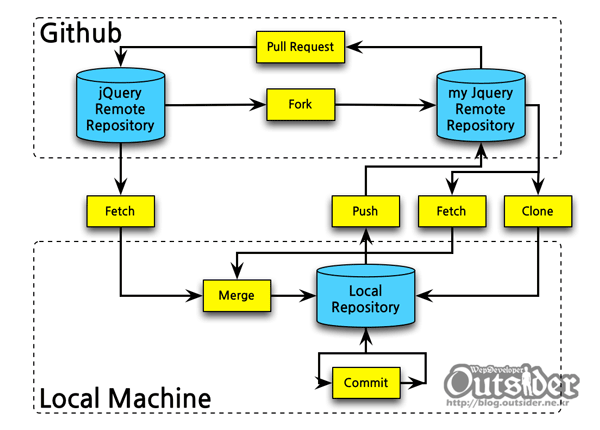 Github
Pull Request
jQuery
Remote
Repository
Fork
my Jquery
Remote
Repository
Fetch
Push
Fetch
Clone
Merge
Local
Repository
Commit
Local Machine
WebDeveloper
Outsider
http://blog.outsider.ne.kr